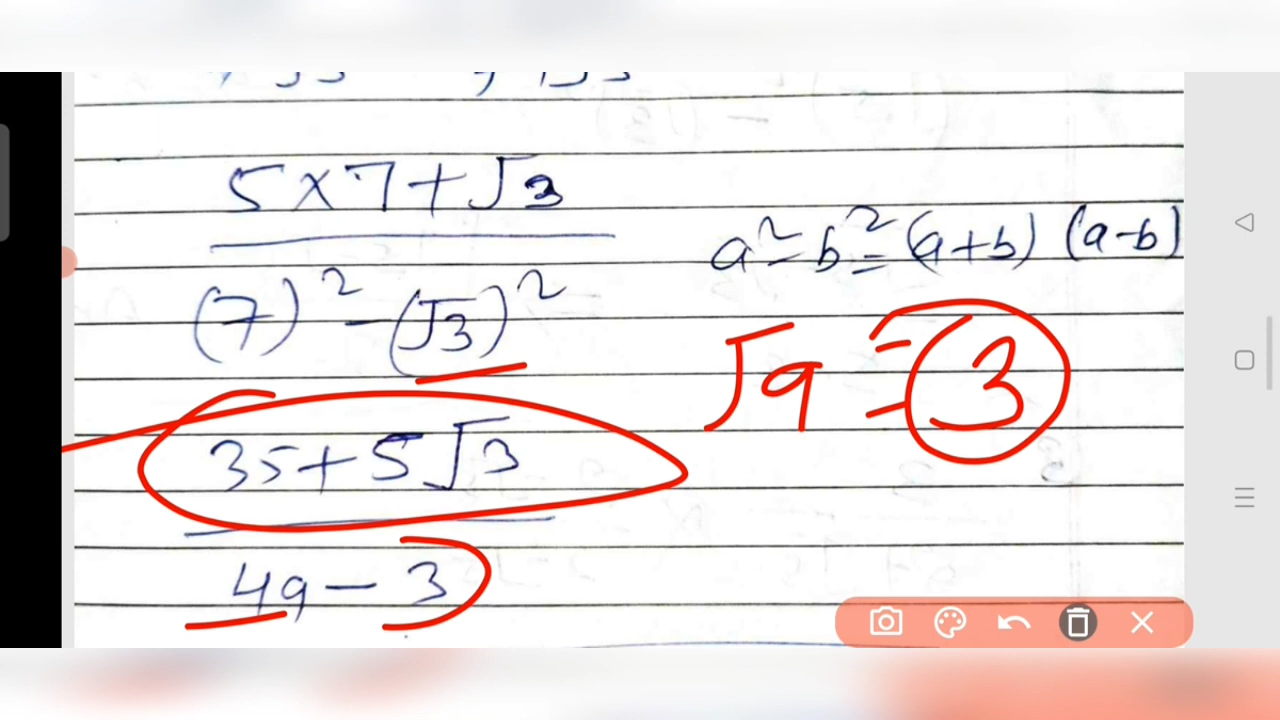 5×7+√3
(7)² - (√3)²
a² - b² = (a+b) (a-b)
√9 = 3
35+5√3
49 - 3